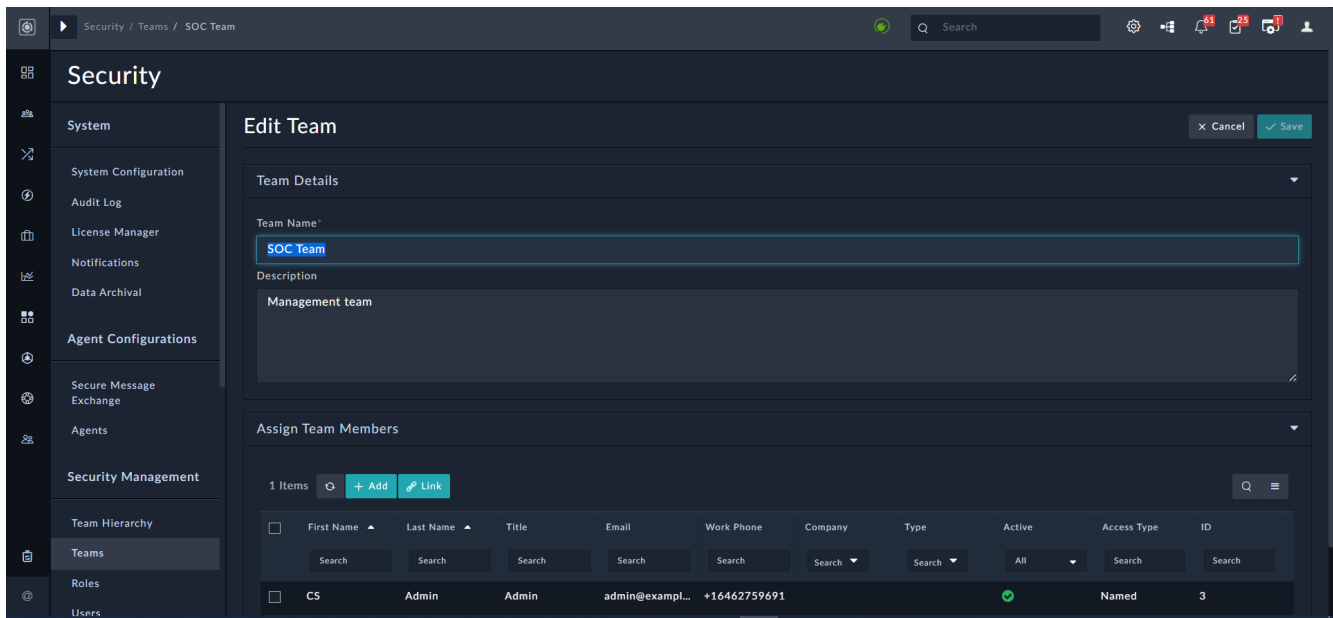 Security / Teams / SOC Team
Search
61
25
!
Security
System
System Configuration
Audit Log
License Manager
Notifications
Data Archival
Agent Configurations
Secure Message
Exchange
Agents
Security Management
Team Hierarchy
Teams
Roles
Users
@
Edit Team
× Cancel
Save
Team Details
Team Name*
SOC Team
Description
Management team
Assign Team Members
1 Items
+ Add
Link
First Name Last Name Title Email Work Phone Company Type Active Access Type ID
Search Search Search Search Search Search Search All Search Search
CS Admin Admin admin@exampl... +16462759691 Named 3